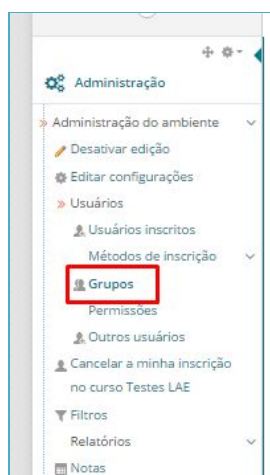 Administração
Administração do ambiente
Desativar edição
Editar configurações
Usuários
Usuários inscritos
Métodos de inscrição
Grupos
Permissões
Outros usuários
Cancelar a minha inscrição
no curso Testes LAE
Filtros
Relatórios
Notas